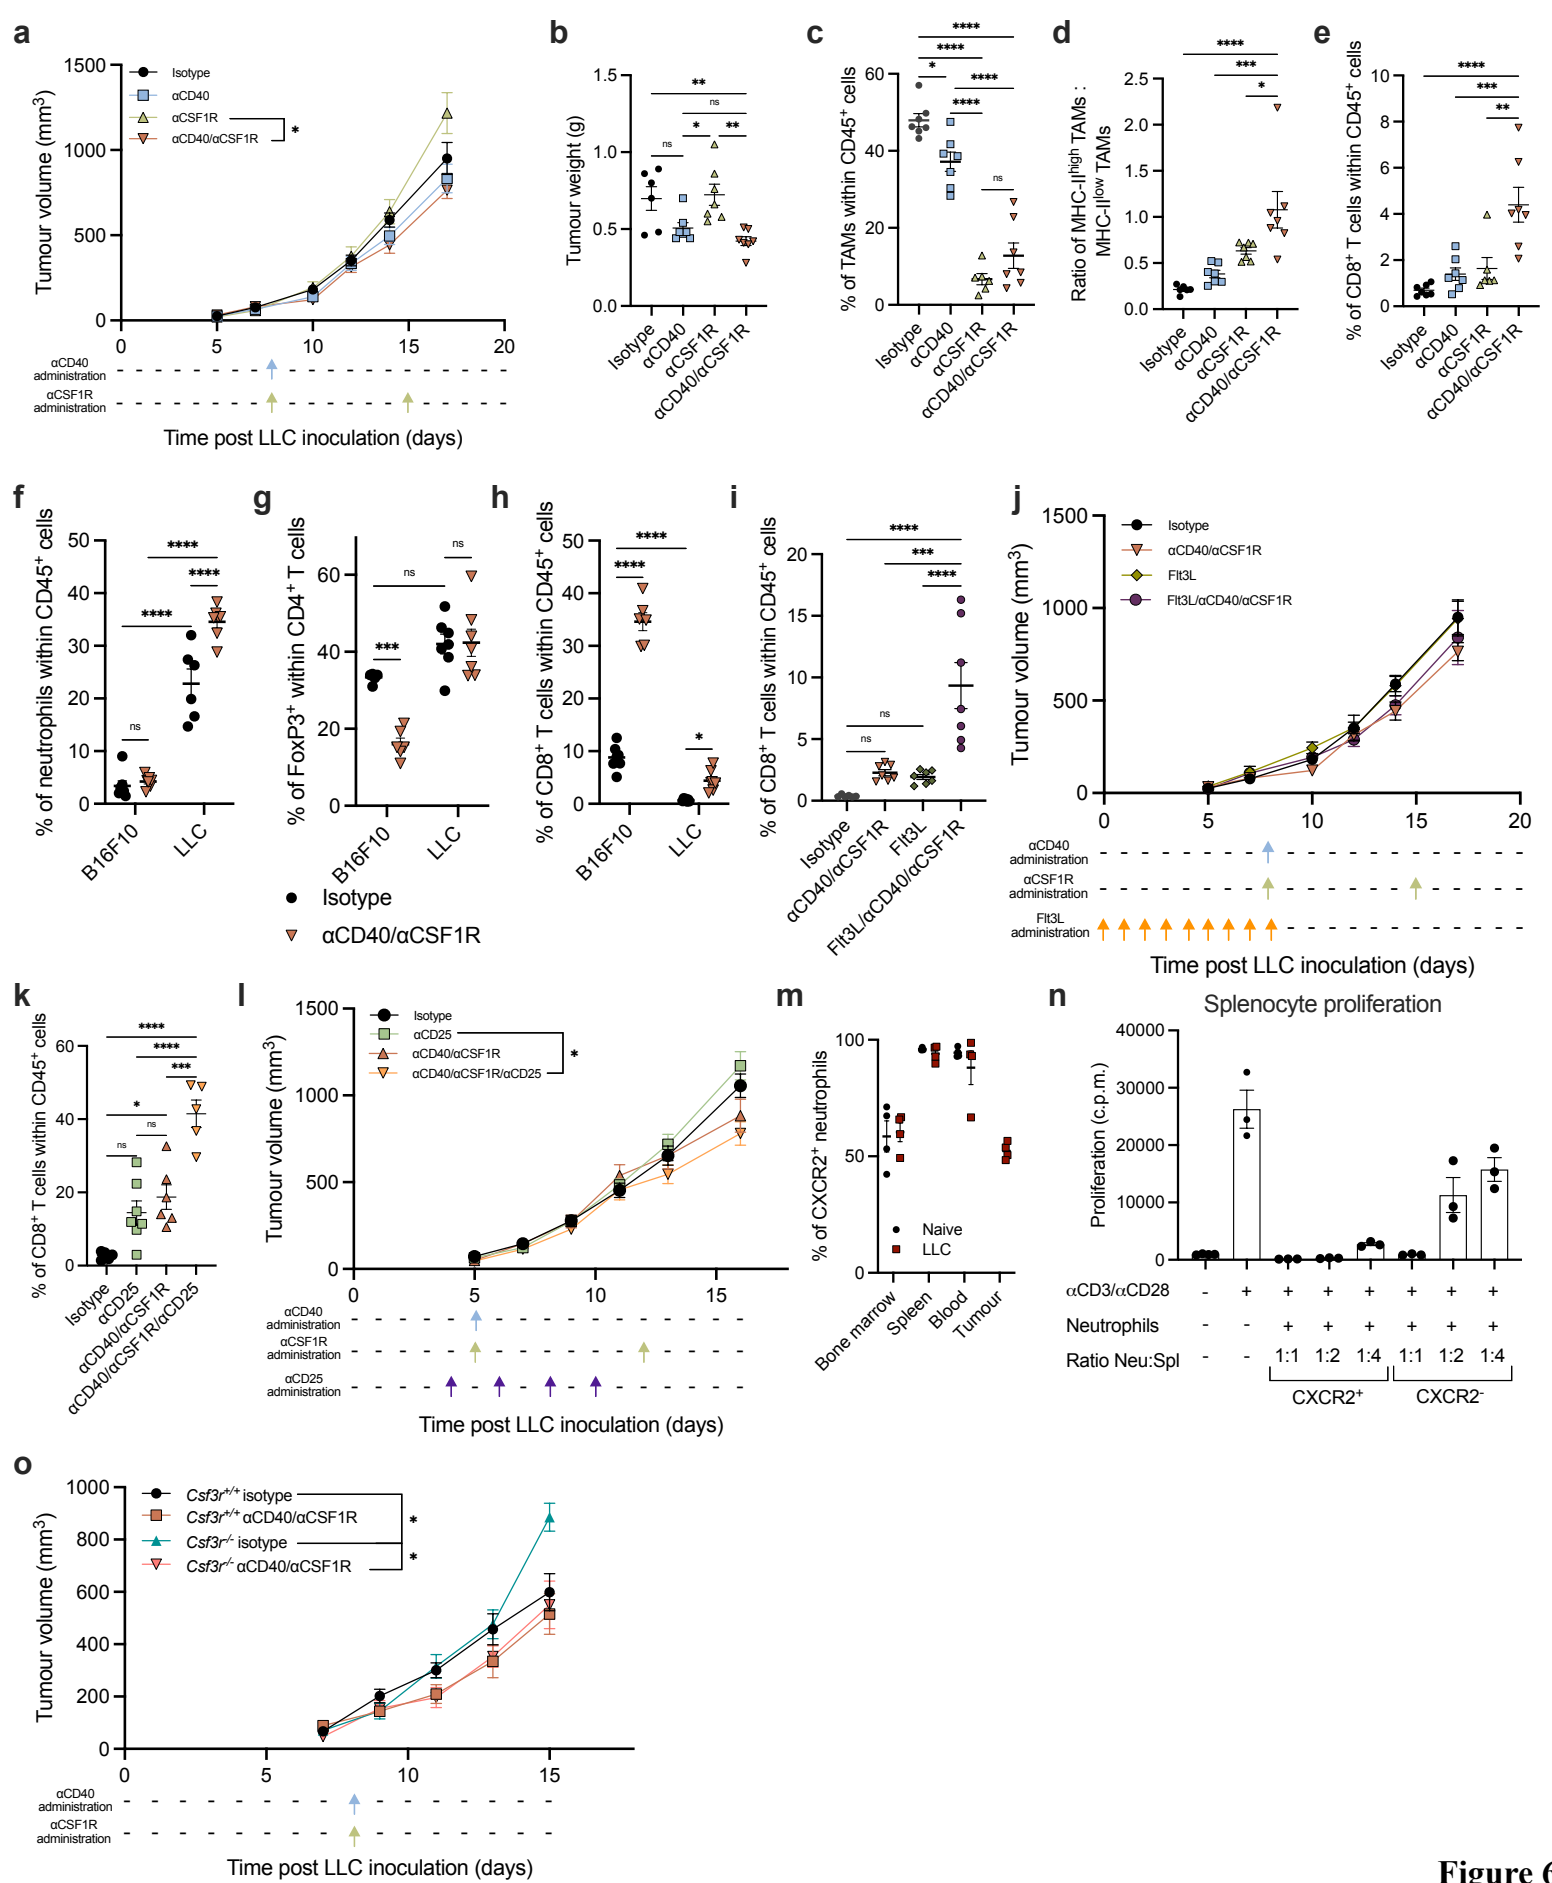 a
1500
1000
500
0
Tumour volume (mm³)
Isotype
αCD40
αCSF1R
αCD40/αCSF1R
*
0 5 10 15 20
αCD40
administration
αCSF1R
administration
Time post LLC inoculation (days)
b
1.5
1.0
0.5
0.0
Tumour weight (g)
**
ns
* **
ns
Isotype
αCD40
αCSF1R
αCD40/αCSF1R
c
60
40
20
0
% of TAMs within CD45⁺ cells
****
****
* ****
****
ns
Isotype
αCD40
αCSF1R
αCD40/αCSF1R
d
2.5
2.0
1.5
1.0
0.5
0.0
Ratio of MHC-IIʰⁱᵍʰ TAMs :
MHC-IIˡᵒʷ TAMs
****
***
*
Isotype
αCD40
αCSF1R
αCD40/αCSF1R
e
10
8
6
4
2
0
% of CD8⁺ T cells within CD45⁺ cells
****
***
**
Isotype
αCD40
αCSF1R
αCD40/αCSF1R
f
50
40
30
20
10
0
% of neutrophils within CD45⁺ cells
****
****
****
ns
B16F10
LLC
g
60
40
20
0
% of FoxP3⁺ within CD4⁺ T cells
ns
ns
***
B16F10
LLC
Isotype
αCD40/αCSF1R
h
50
40
30
20
10
0
% of CD8⁺ T cells within CD45⁺ cells
****
****
*
B16F10
LLC
i
20
15
10
5
0
% of CD8⁺ T cells within CD45⁺ cells
****
***
****
ns
ns
Isotype
αCD40/αCSF1R
Flt3L
Flt3L/αCD40/αCSF1R
j
1500
1000
500
0
Tumour volume (mm³)
Isotype
αCD40/αCSF1R
Flt3L
Flt3L/αCD40/αCSF1R
0 5 10 15 20
αCD40
administration
αCSF1R
administration
Flt3L
administration
Time post LLC inoculation (days)
k
60
40
20
0
% of CD8⁺ T cells within CD45⁺ cells
****
****
***
*
ns
ns
Isotype
αCD25
αCD40/αCSF1R
αCD40/αCSF1R/αCD25
l
1500
1000
500
0
Tumour volume (mm³)
Isotype
αCD25
αCD40/αCSF1R
αCD40/αCSF1R/αCD25
*
0 5 10 15
αCD40
administration
αCSF1R
administration
αCD25
administration
Time post LLC inoculation (days)
m
100
50
0
% of CXCR2⁺ neutrophils
Naive
LLC
Bone marrow
Spleen
Blood
Tumour
n
Splenocyte proliferation
40000
30000
20000
10000
0
Proliferation (c.p.m.)
αCD3/αCD28 - + + + + + + +
Neutrophils - - + + + + + +
Ratio Neu:Spl - - 1:1 1:2 1:4 1:1 1:2 1:4
CXCR2⁺ CXCR2⁻
o
1000
800
600
400
200
0
Tumour volume (mm³)
Csf3r⁺/⁺ isotype
Csf3r⁺/⁺ αCD40/αCSF1R
Csf3r⁻/⁻ isotype
Csf3r⁻/⁻ αCD40/αCSF1R
*
*
0 5 10 15
αCD40
administration
αCSF1R
administration
Time post LLC inoculation (days)
Figure 6